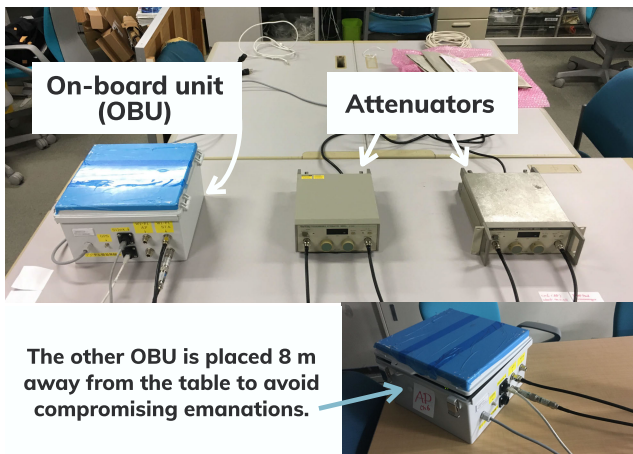 On-board unit
(OBU)
Attenuators
The other OBU is placed 8 m
away from the table to avoid
compromising emanations.
AP